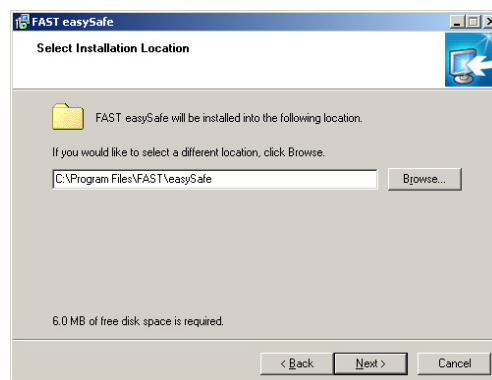 FAST easySafe
Select Installation Location
FAST easySafe will be installed into the following location.
If you would like to select a different location, click Browse.
C:\Program Files\FAST\easySafe
Browse...
6.0 MB of free disk space is required.
< Back
Next >
Cancel